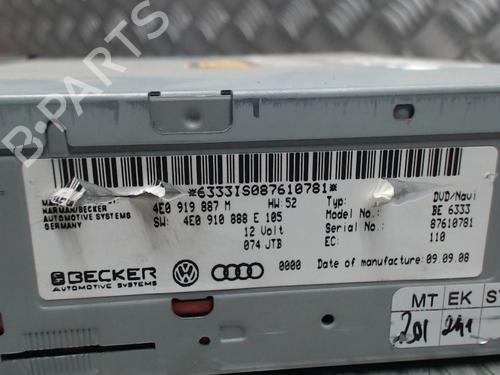 B-PARTS
*6333IS087610781*
HARMAN/BECKER
AUTOMOTIVE SYSTEMS
GERMANY
4E0 919 887 M HW: 52
SW: 4E0 910 888 E 105
12 Volt
074 JTB
Typ: DVD/Navi
Model No.: BE 6333
Serial No.: 87610781
EC: 110
BECKER
AUTOMOTIVE SYSTEMS
0000 Date of manufacture: 09.09.08
MT EK
201 241